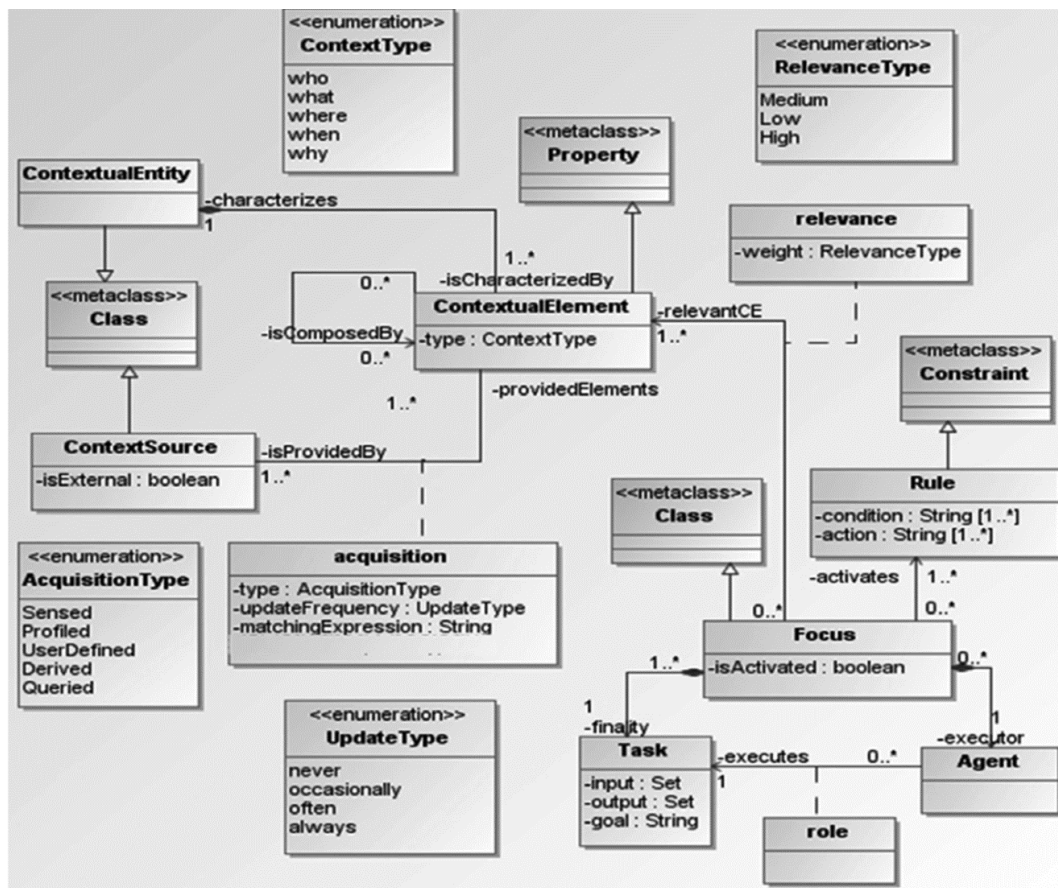 <<enumeration>>
ContextType
who
what
where
when
why
<<enumeration>>
RelevanceType
Medium
Low
High
<<metaclass>>
Property
ContextualEntity
-characterizes
1
1..*
-isCharacterizedBy
relevance
-weight : RelevanceType
<<metaclass>>
Class
0..*
-isComposedBy
0..*
ContextualElement
-type : ContextType
-relevantCE
1..*
<<metaclass>>
Constraint
1..*
-providedElements
ContextSource
-isExternal : boolean
-isProvidedBy
1..*
<<metaclass>>
Class
Rule
-condition : String [1..*]
-action : String [1..*]
<<enumeration>>
AcquisitionType
Sensed
Profiled
UserDefined
Derived
Queried
acquisition
-type : AcquisitionType
-updateFrequency : UpdateType
-matchingExpression : String
-activates
1..*
0..*
0..*
Focus
-isActivated : boolean
1..*
0..*
<<enumeration>>
UpdateType
never
occasionally
often
always
1
-finality
1
-executor
Task
-input : Set
-output : Set
-goal : String
-executes
1
0..*
Agent
role